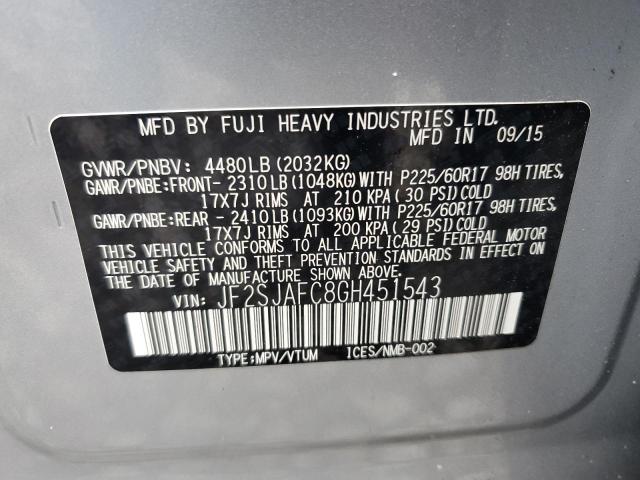 MFD BY FUJI HEAVY INDUSTRIES LTD.
MFD IN 09/15
GVWR/PNBV: 4480LB (2032KG)
GAWR/PNBE:FRONT- 2310LB (1048KG) WITH P225/60R17 98H TIRES,
17X7J RIMS AT 210 KPA ( 30 PSI) COLD
GAWR/PNBE:REAR - 2410LB (1093KG) WITH P225/60R17 98H TIRES,
17X7J RIMS AT 200 KPA ( 29 PSI) COLD
THIS VEHICLE CONFORMS TO ALL APPLICABLE FEDERAL MOTOR
VEHICLE SAFETY AND THEFT PREVENTION STANDARDS IN EFFECT ON
THE DATE OF MANUFACTURE SHOWN ABOVE.
VIN: JF2SJAFC8GH451543
TYPE:MPV/VTUM ICES/NMB-002